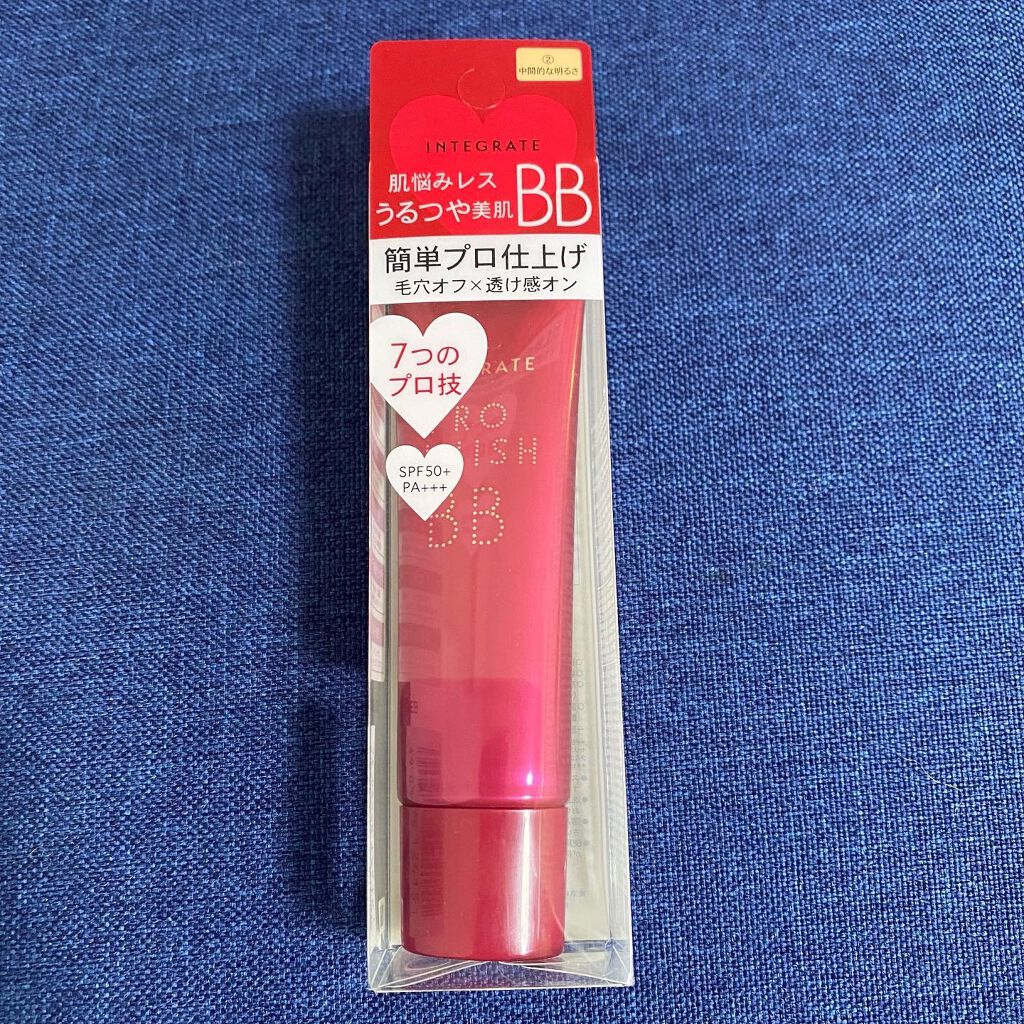 ②
中間的な明るさ
INTEGRATE
肌悩みレス
うるつや美肌 BB
簡単プロ仕上げ
毛穴オフ×透け感オン
7つの
プロ技
SPF50+
PA+++
BB